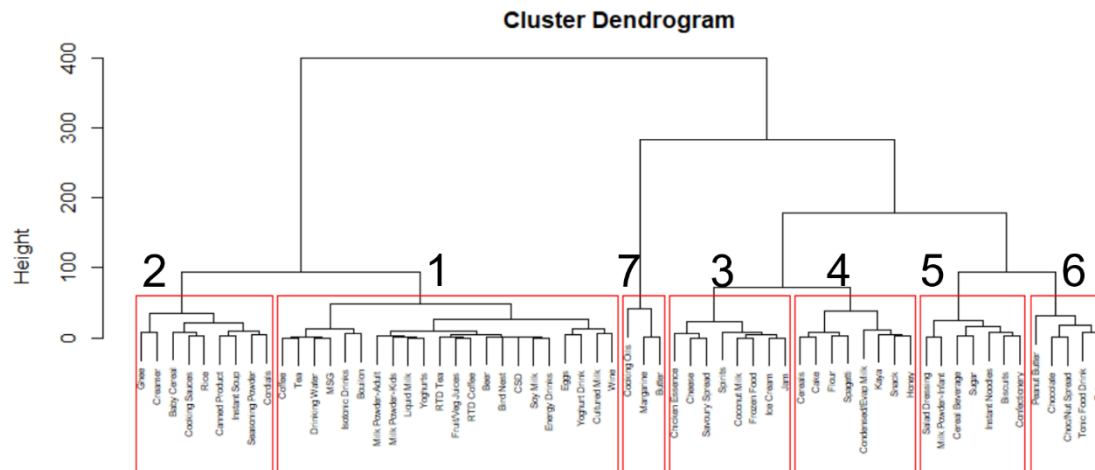 Cluster Dendrogram
Height
400
300
200
100
0
2
1
7
3
4
5
6
Ghee
Creamer
Baby Cereal
Cooking Sauces
Rice
Canned Product
Instant Soup
Seasoning Powder
Cordials
Coffee
Tea
Drinking Water
MSG
Isotonic Drinks
Bouilon
Milk Powder-Adult
Milk Powder-Kids
Liquid Milk
Yoghurts
RTD Tea
Fruit/Veg Juices
RTD Coffee
Beer
Bird Nest
CSD
Soy Milk
Energy Drinks
Eggs
Yoghurt Drink
Cultured Milk
Wine
Cooking Oils
Margarine
Butter
Chicken Essence
Cheese
Savoury Spread
Spirits
Coconut Milk
Frozen Food
Ice Cream
Jam
Cereals
Cake
Flour
Spagetti
Condensed/Evap Milk
Kaya
Snack
Honey
Salad Dressing
Milk Powder-Infant
Cereal Beverage
Sugar
Instant Noodles
Biscuits
Confectionery
Peanut Butter
Chocolate
Choc/Nut Spread
Tonic Food Drink